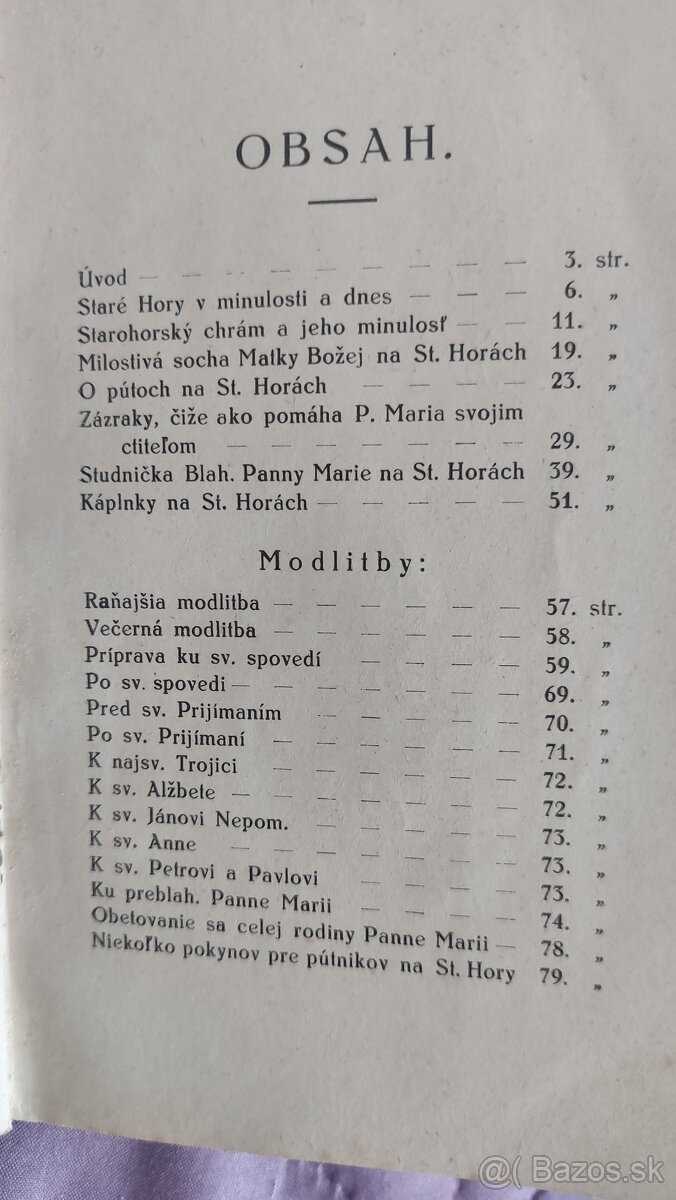 OBSAH.
Úvod — — — — — — — — 3. str.
Staré Hory v minulosti a dnes — — — 6. „
Starohorský chrám a jeho minulosť — — 11. „
Milostivá socha Matky Božej na St. Horách 19. „
O pútoch na St. Horách — — — — 23. „
Zázraky, čiže ako pomáha P. Maria svojim
ctiteľom — — — — — — — 29. „
Studnička Blah. Panny Marie na St. Horách 39. „
Káplnky na St. Horách — — — — — 51. „
Modlitby:
Raňajšia modlitba — — — — — — 57. str.
Večerná modlitba — — — — — — 58. „
Príprava ku sv. spovedí — — — — 59. „
Po sv. spovedi — — — — — — — 69. „
Pred sv. Prijímaním — — — — — 70. „
Po sv. Prijímaní — — — — — — 71. „
K najsv. Trojici — — — — — — 72. „
K sv. Alžbete — — — — — — — 72. „
K sv. Jánovi Nepom. — — — — — 73. „
K sv. Anne — — — — — — — 73. „
K sv. Petrovi a Pavlovi — — — — 73. „
Ku preblah. Panne Marii — — — — 74. „
Obetovanie sa celej rodiny Panne Marii — 78. „
Niekoľko pokynov pre pútnikov na St. Hory 79. „
@( Bazos.sk